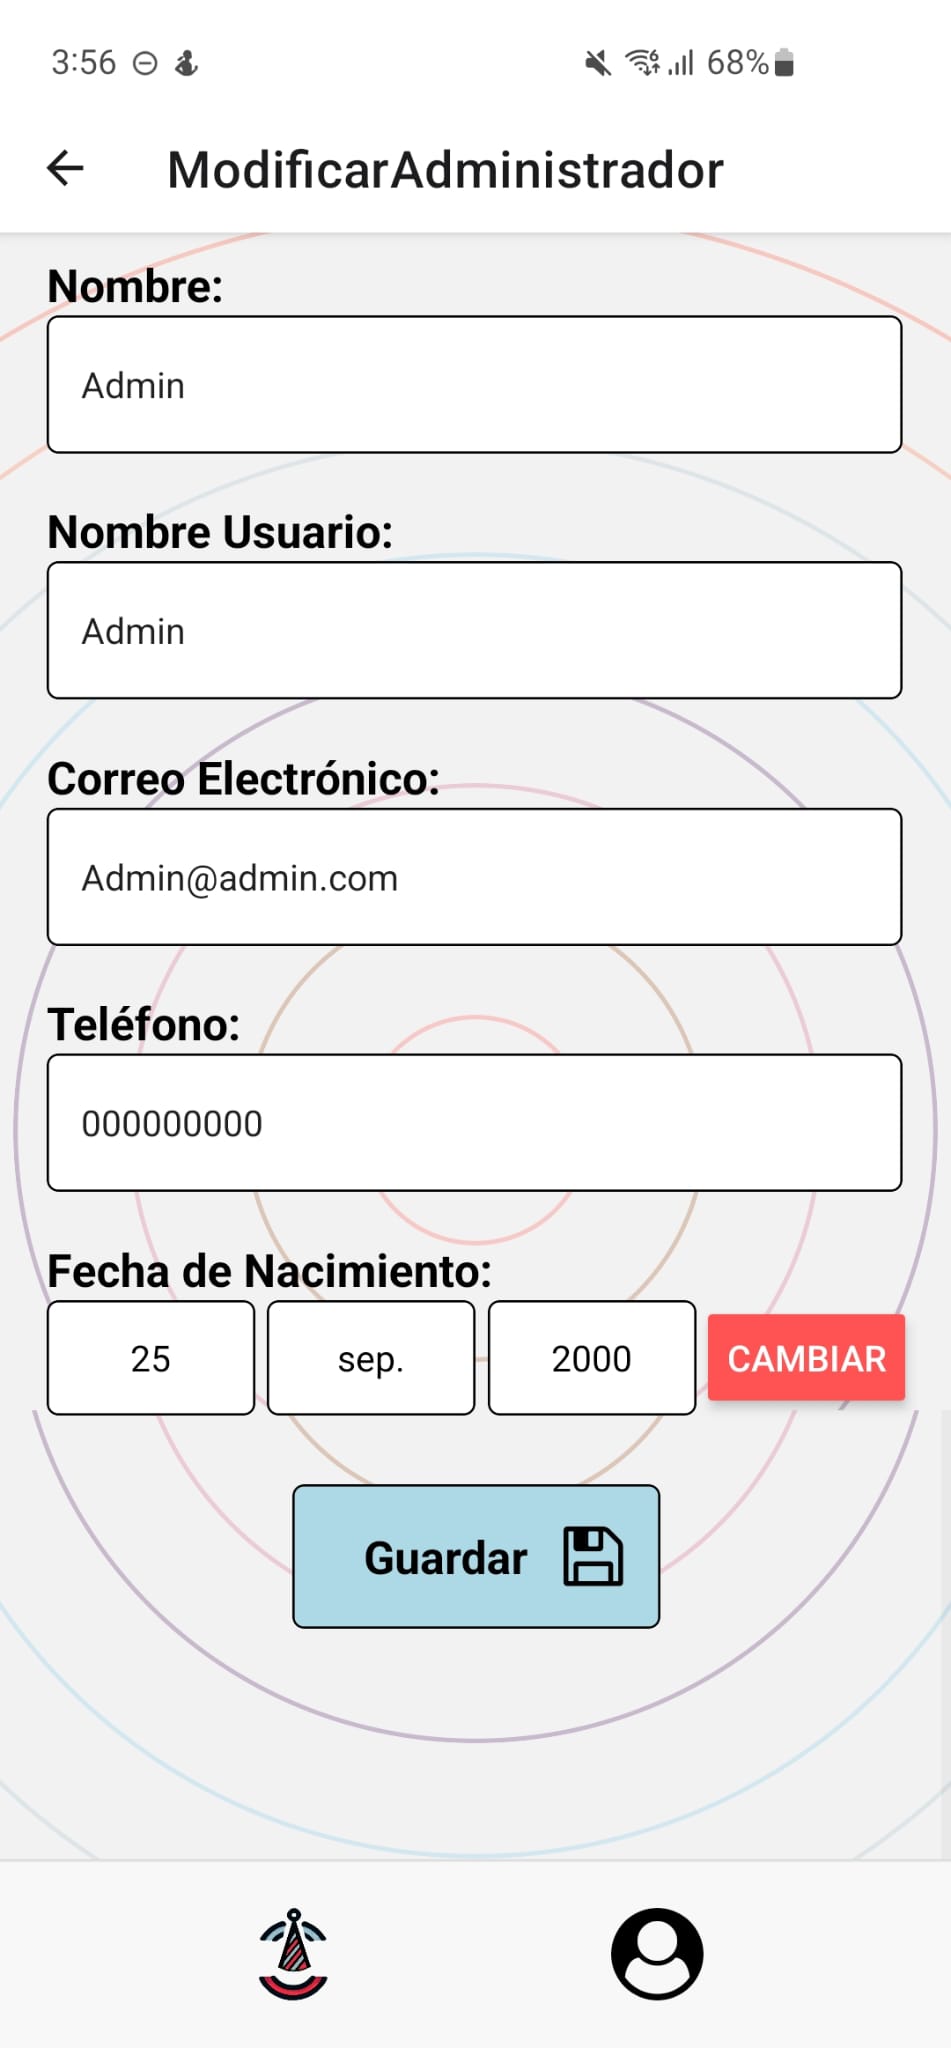 3:56 68%
ModificarAdministrador
Nombre:
Admin
Nombre Usuario:
Admin
Correo Electrónico:
Admin@admin.com
Teléfono:
000000000
Fecha de Nacimiento:
25 sep. 2000 CAMBIAR
Guardar